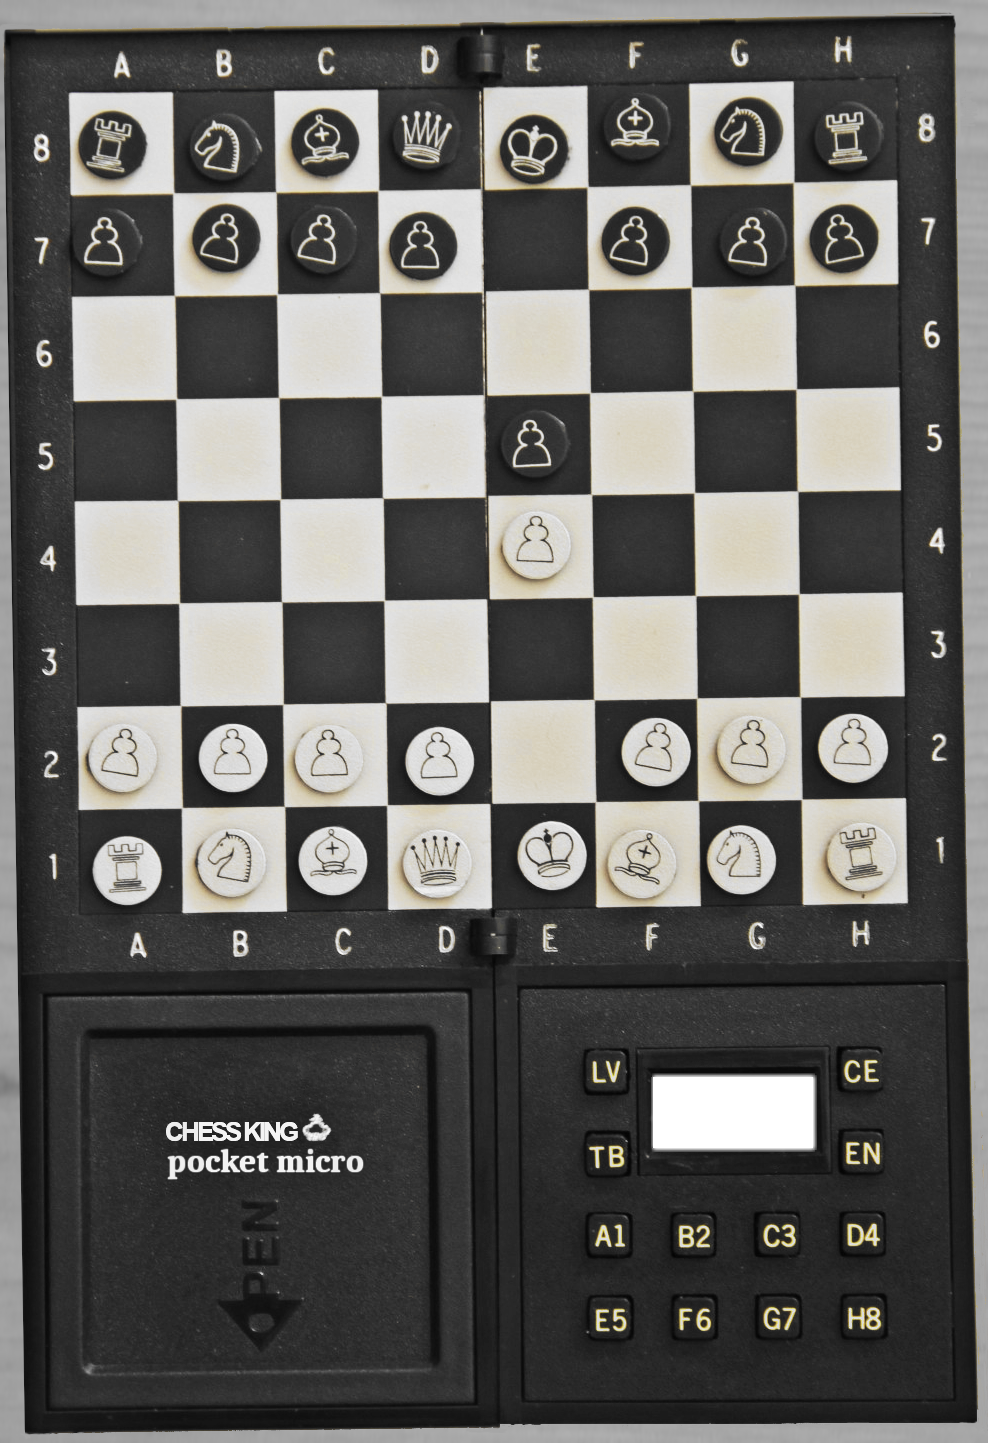 A B C D E F G H
8 8
7 7
6 6
5 5
4 4
3 3
2 2
1 1
A B C D E F G H
CHESS KING
pocket micro
OPEN
LV CE
TB EN
A1 B2 C3 D4
E5 F6 G7 H8